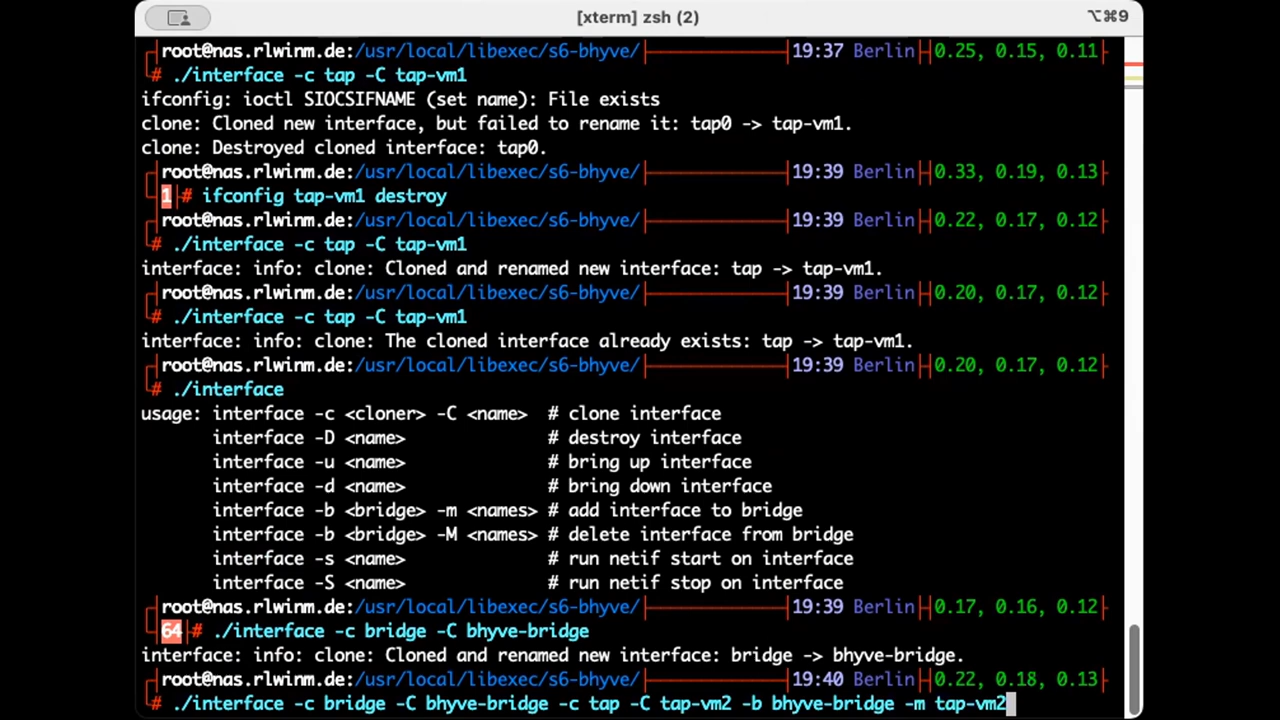 [xterm] zsh (2) ⌥⌘9
root@nas.rlwinm.de:/usr/local/libexec/s6-bhyve/ 19:37 Berlin 0.25, 0.15, 0.11
# ./interface -c tap -C tap-vm1
ifconfig: ioctl SIOCSIFNAME (set name): File exists
clone: Cloned new interface, but failed to rename it: tap0 -> tap-vm1.
clone: Destroyed cloned interface: tap0.
root@nas.rlwinm.de:/usr/local/libexec/s6-bhyve/ 19:39 Berlin 0.33, 0.19, 0.13
1 # ifconfig tap-vm1 destroy
root@nas.rlwinm.de:/usr/local/libexec/s6-bhyve/ 19:39 Berlin 0.22, 0.17, 0.12
# ./interface -c tap -C tap-vm1
interface: info: clone: Cloned and renamed new interface: tap -> tap-vm1.
root@nas.rlwinm.de:/usr/local/libexec/s6-bhyve/ 19:39 Berlin 0.20, 0.17, 0.12
# ./interface -c tap -C tap-vm1
interface: info: clone: The cloned interface already exists: tap -> tap-vm1.
root@nas.rlwinm.de:/usr/local/libexec/s6-bhyve/ 19:39 Berlin 0.20, 0.17, 0.12
# ./interface
usage: interface -c <cloner> -C <name> # clone interface
interface -D <name> # destroy interface
interface -u <name> # bring up interface
interface -d <name> # bring down interface
interface -b <bridge> -m <names> # add interface to bridge
interface -b <bridge> -M <names> # delete interface from bridge
interface -s <name> # run netif start on interface
interface -S <name> # run netif stop on interface
root@nas.rlwinm.de:/usr/local/libexec/s6-bhyve/ 19:39 Berlin 0.17, 0.16, 0.12
64 # ./interface -c bridge -C bhyve-bridge
interface: info: clone: Cloned and renamed new interface: bridge -> bhyve-bridge.
root@nas.rlwinm.de:/usr/local/libexec/s6-bhyve/ 19:40 Berlin 0.22, 0.18, 0.13
# ./interface -c bridge -C bhyve-bridge -c tap -C tap-vm2 -b bhyve-bridge -m tap-vm2